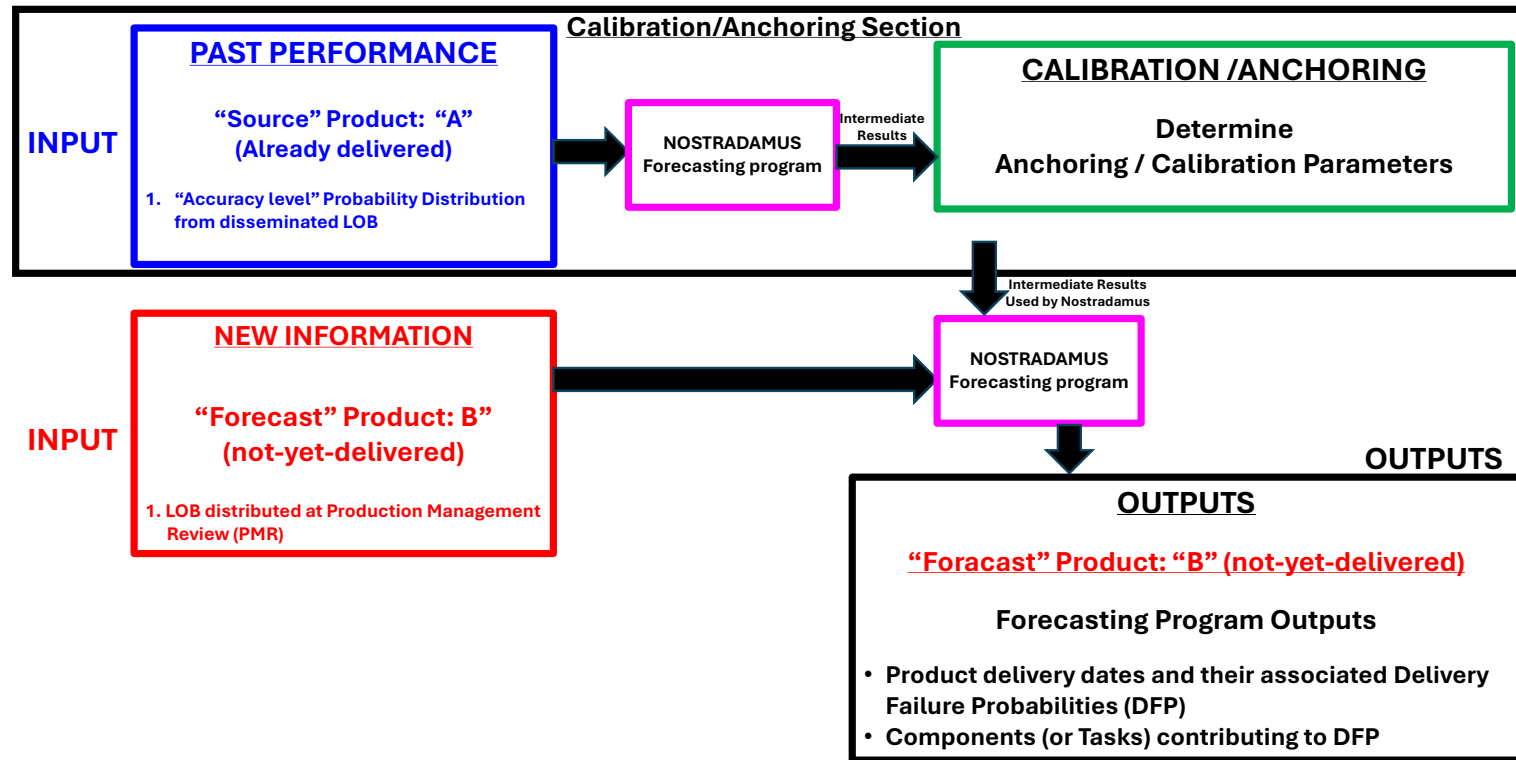 Calibration/Anchoring Section
INPUT
PAST PERFORMANCE
“Source” Product: “A”
(Already delivered)
1. “Accuracy level” Probability Distribution
from disseminated LOB
NOSTRADAMUS
Forecasting program
Intermediate
Results
CALIBRATION /ANCHORING
Determine
Anchoring / Calibration Parameters
Intermediate Results
Used by Nostradamus
INPUT
NEW INFORMATION
“Forecast” Product: B”
(not-yet-delivered)
1. LOB distributed at Production Management
Review (PMR)
NOSTRADAMUS
Forecasting program
OUTPUTS
OUTPUTS
“Foracast” Product: “B” (not-yet-delivered)
Forecasting Program Outputs
• Product delivery dates and their associated Delivery
Failure Probabilities (DFP)
• Components (or Tasks) contributing to DFP